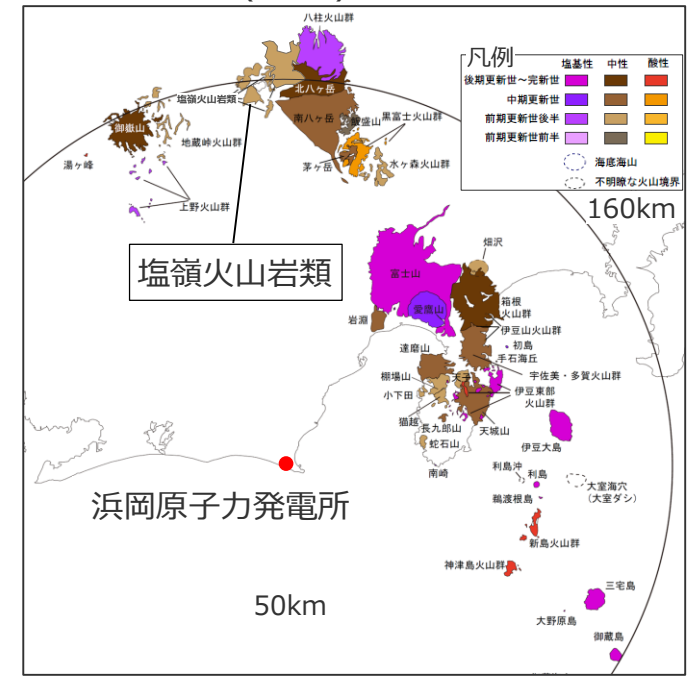 八柱火山群
凡例
塩基性 中性 酸性
後期更新世～完新世
中期更新世
前期更新世後半
前期更新世前半
海底海山
不明瞭な火山境界
160km
北八ヶ岳
塩嶺火山岩類
南八ヶ岳
飯盛山
黒富士火山群
御嶽山
地蔵峠火山群
茅ヶ岳
水ヶ森火山群
湯ヶ峰
上野火山群
塩嶺火山岩類
畑沢
富士山
箱根
火山群
愛鷹山
岩淵
伊豆山火山群
初島
達磨山
手石海丘
棚場山
天子
宇佐美・多賀火山群
小下田
伊豆東部
火山群
猫越
長九郎山
天城山
蛇石山
伊豆大島
南崎
利島沖
利島
大室海穴
(大室ダシ)
鵜渡根島
浜岡原子力発電所
新島火山群
神津島火山群
三宅島
50km
大野原島
御蔵島